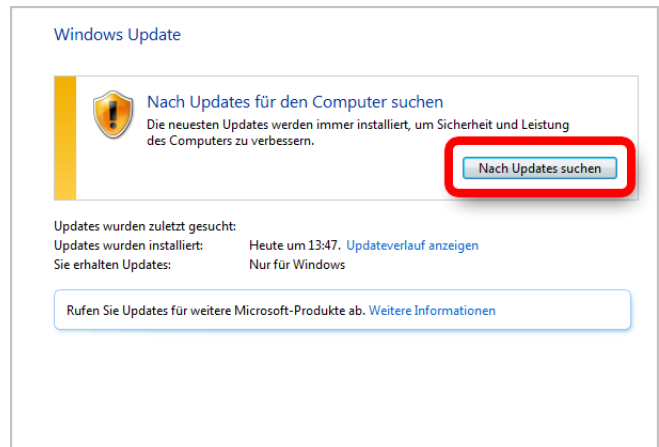 Windows Update
Nach Updates für den Computer suchen
Die neuesten Updates werden immer installiert, um Sicherheit und Leistung
des Computers zu verbessern.
Nach Updates suchen
Updates wurden zuletzt gesucht:
Updates wurden installiert: Heute um 13:47. Updateverlauf anzeigen
Sie erhalten Updates: Nur für Windows
Rufen Sie Updates für weitere Microsoft-Produkte ab. Weitere Informationen